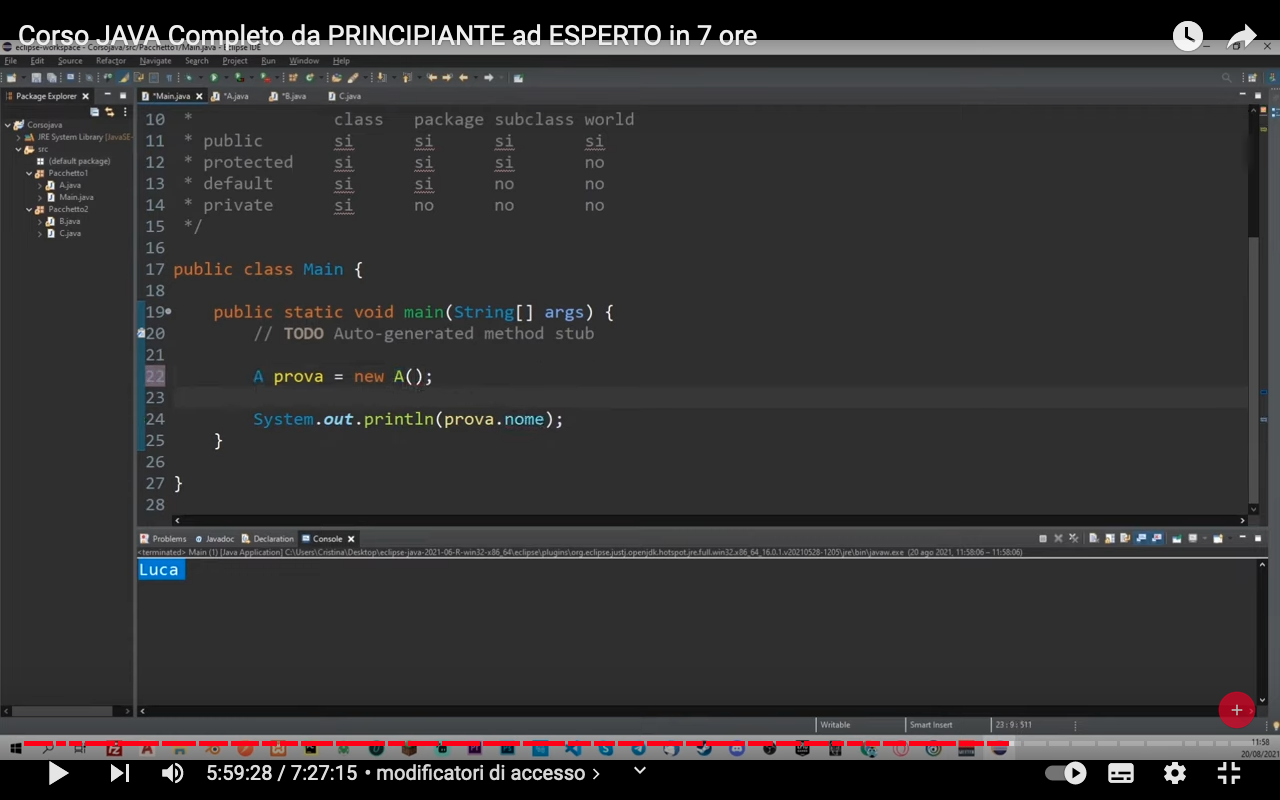 Corso JAVA Completo da PRINCIPIANTE ad ESPERTO in 7 ore
eclipse-workspace - Corsojava/src/Pacchetto1/Main.java - Eclipse IDE
File Edit Source Refactor Navigate Search Project Run Window Help
Package Explorer
*Main.java *A.java *B.java C.java
Corsojava
JRE System Library [JavaSE-
src
(default package)
Pacchetto1
A.java
Main.java
Pacchetto2
B.java
C.java
10 * class package subclass world
11 * public si si si si
12 * protected si si si no
13 * default si si no no
14 * private si no no no
15 */
16
17 public class Main {
18
19 public static void main(String[] args) {
20 // TODO Auto-generated method stub
21
22 A prova = new A();
23
24 System.out.println(prova.nome);
25 }
26
27 }
28
Problems Javadoc Declaration Console
<terminated> Main (1) [Java Application] C:\Users\Cristina\Desktop\eclipse-java-2021-06-R-win32-x86_64\eclipse\plugins\org.eclipse.justj.openjdk.hotspot.jre.full.win32.x86_64_16.0.1.v20210528-1205\jre\bin\javaw.exe (20 ago 2021, 11:58:06 – 11:58:06)
Luca
Writable Smart Insert 23 : 9 : 511
11:58
20/08/2021
5:59:28 / 7:27:15 • modificatori di accesso